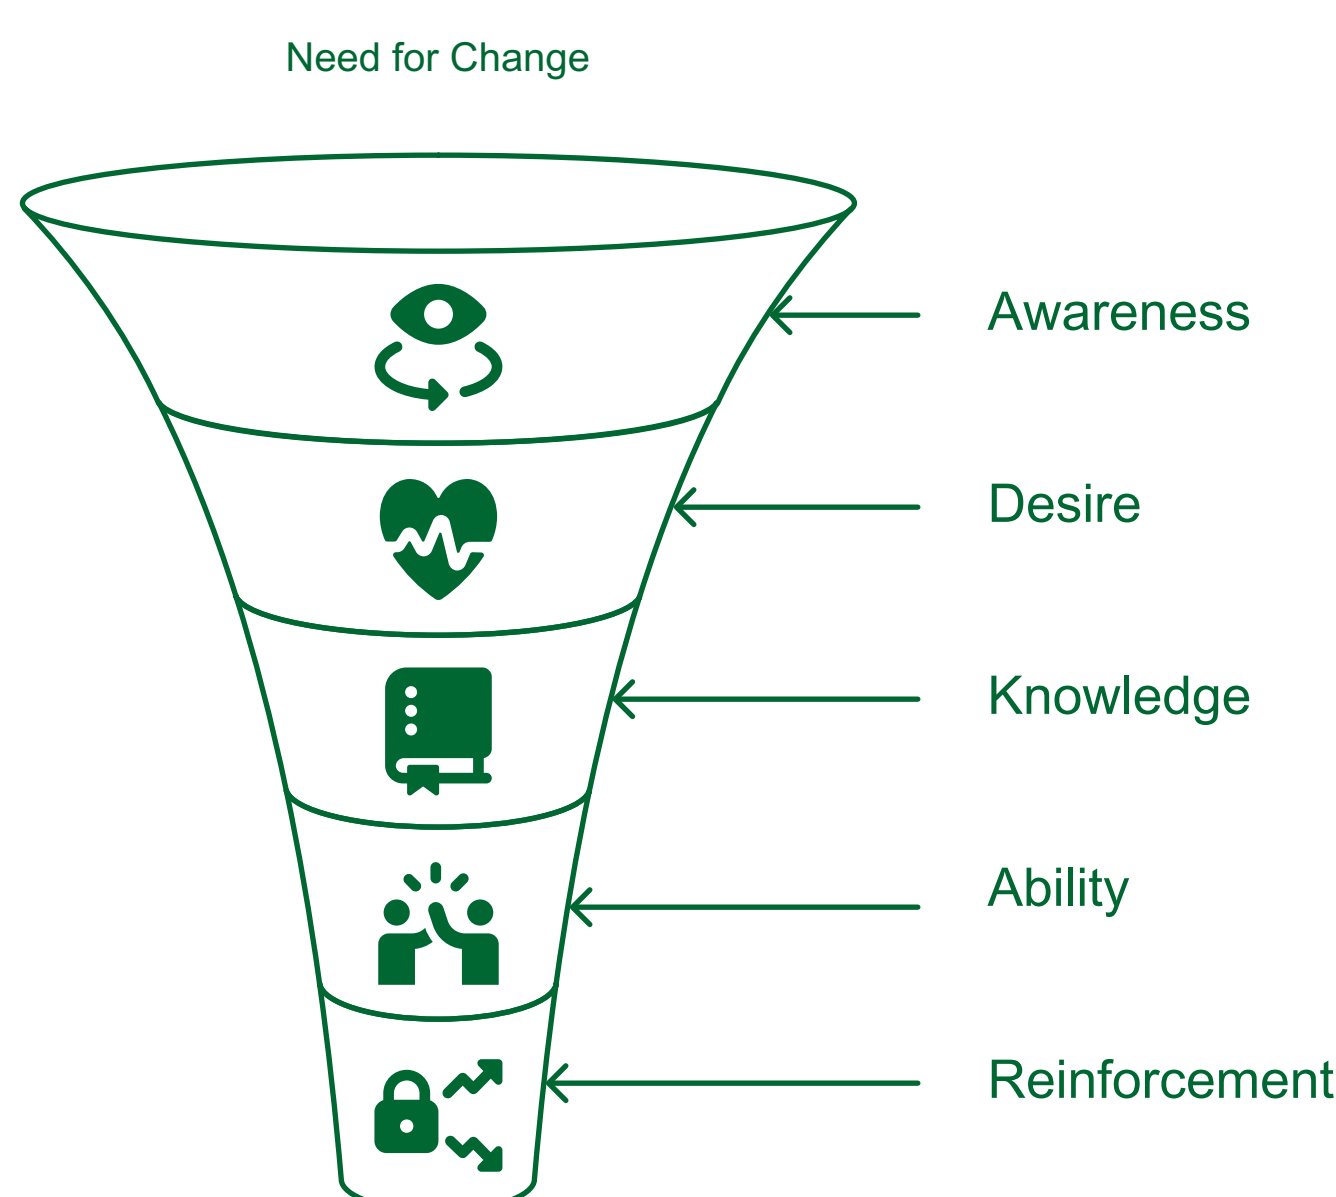 Need for Change
Awareness
Desire
Knowledge
Ability
Reinforcement